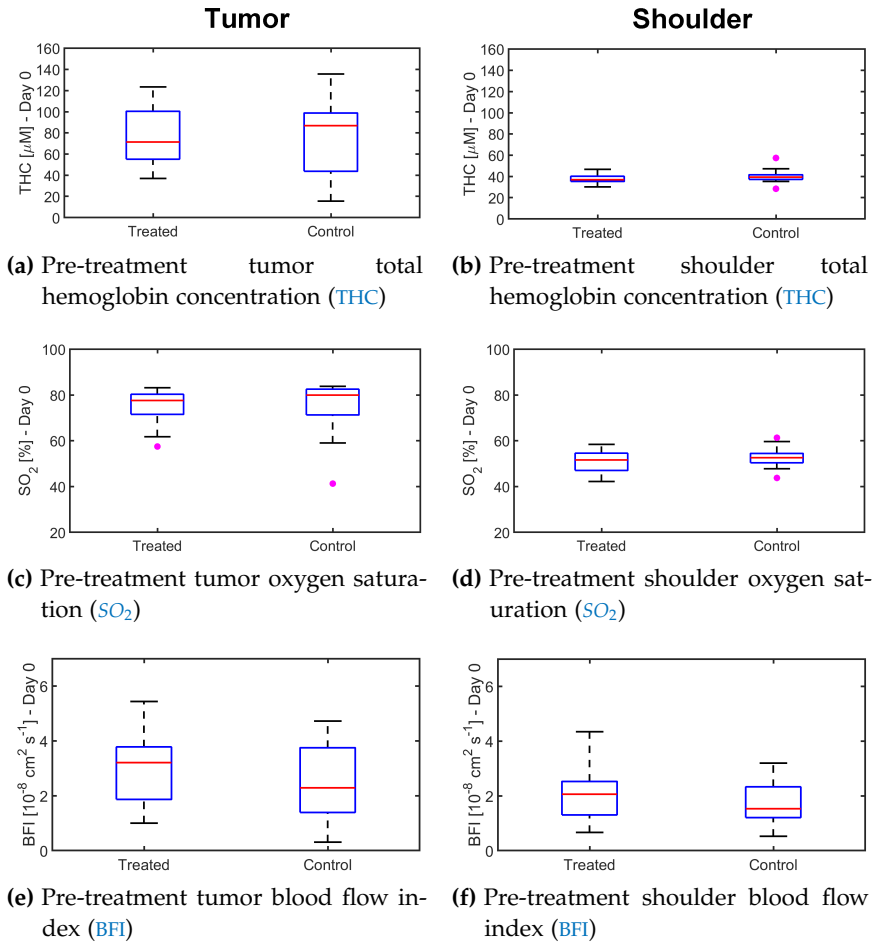 Tumor
Shoulder
THC [μM] - Day 0
160
140
120
100
80
60
40
20
0
Treated
Control
THC [μM] - Day 0
160
140
120
100
80
60
40
20
0
Treated
Control
(a) Pre-treatment tumor total
hemoglobin concentration (THC)
(b) Pre-treatment shoulder total
hemoglobin concentration (THC)
SO2 [%] - Day 0
100
80
60
40
20
Treated
Control
SO2 [%] - Day 0
100
80
60
40
20
Treated
Control
(c) Pre-treatment tumor oxygen satura-
tion (SO2)
(d) Pre-treatment shoulder oxygen sat-
uration (SO2)
BFI [10⁻⁸ cm² s⁻¹] - Day 0
6
4
2
0
Treated
Control
BFI [10⁻⁸ cm² s⁻¹] - Day 0
6
4
2
0
Treated
Control
(e) Pre-treatment tumor blood flow in-
dex (BFI)
(f) Pre-treatment shoulder blood flow
index (BFI)